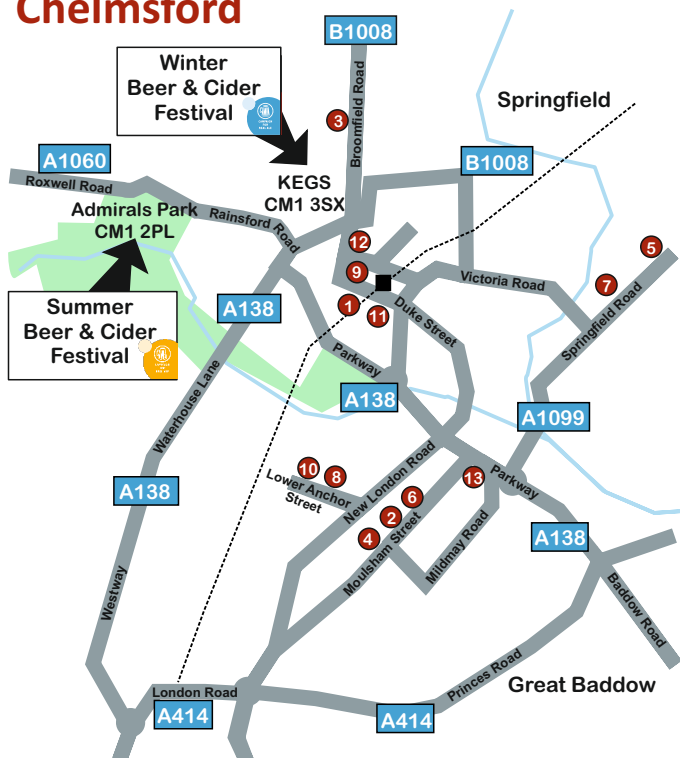 Chelmsford
B1008
Winter
Beer & Cider
Festival
Broomfield Road
3
Springfield
A1060
Roxwell Road
B1008
KEGS
CM1 3SX
Admirals Park
CM1 2PL
Rainsford Road
12
5
9
Victoria Road
7
Summer
Beer & Cider
Festival
A138
1
11
Duke Street
Springfield Road
Parkway
A138
A1099
Waterhouse Lane
A138
10
8
Lower Anchor
Street
New London Road
6
2
4
Moulsham Street
13
Parkway
Mildmay Road
A138
Westway
Baddow Road
London Road
A414
A414
Princes Road
Great Baddow